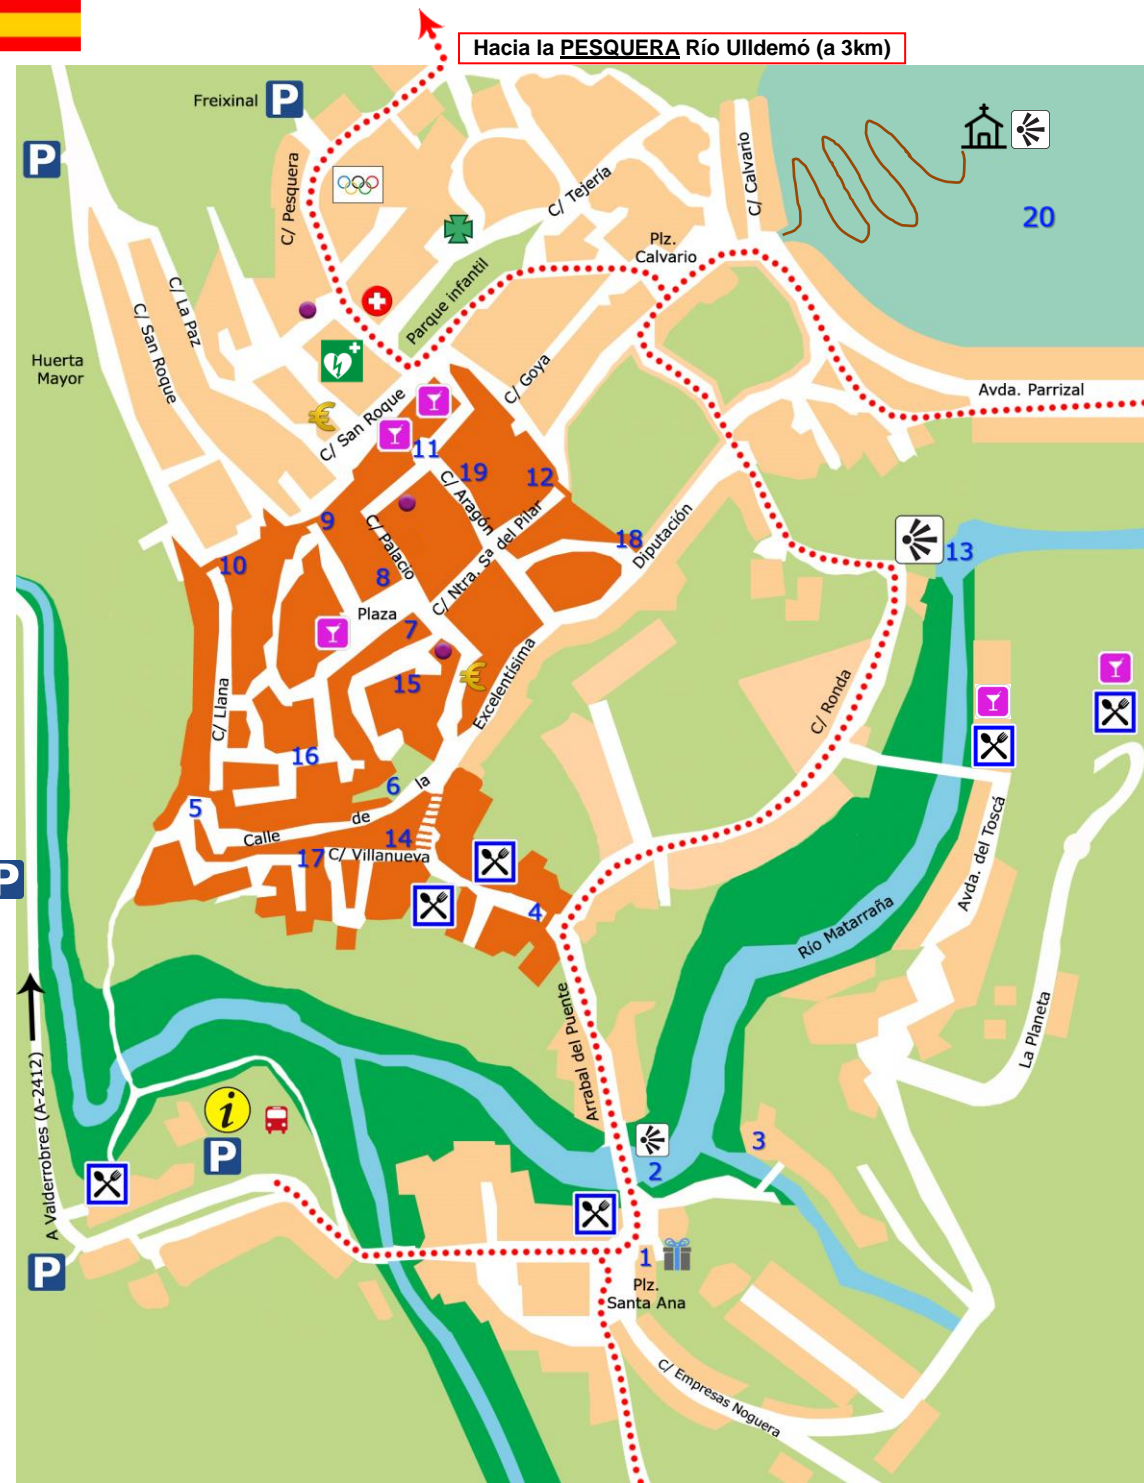 Hacia la PESQUERA Río Ulldemó (a 3km)
Freixinal
P
P
C/ Pesquera
C/ Tejería
C/ Calvario
20
Plz.
Calvario
Parque infantil
C/ La Paz
C/ San Roque
Huerta
Mayor
C/ San Roque
C/ Goya
Avda. Parrizal
11
19
12
C/ Aragón
9
C/ Palacio
C/ Ntra. Sa del Pilar
18
Diputación
13
10
8
Plaza
7
15
Excelentísima
C/ Llana
C/ Ronda
16
6
la
5
de
Calle
14
17
C/ Villanueva
P
4
Avda. del Toscá
Río Matarraña
Arrabal del Puente
La Planeta
A Valderrobres (A-2412)
i
P
3
2
P
1
Plz.
Santa Ana
C/ Empresas Noguera